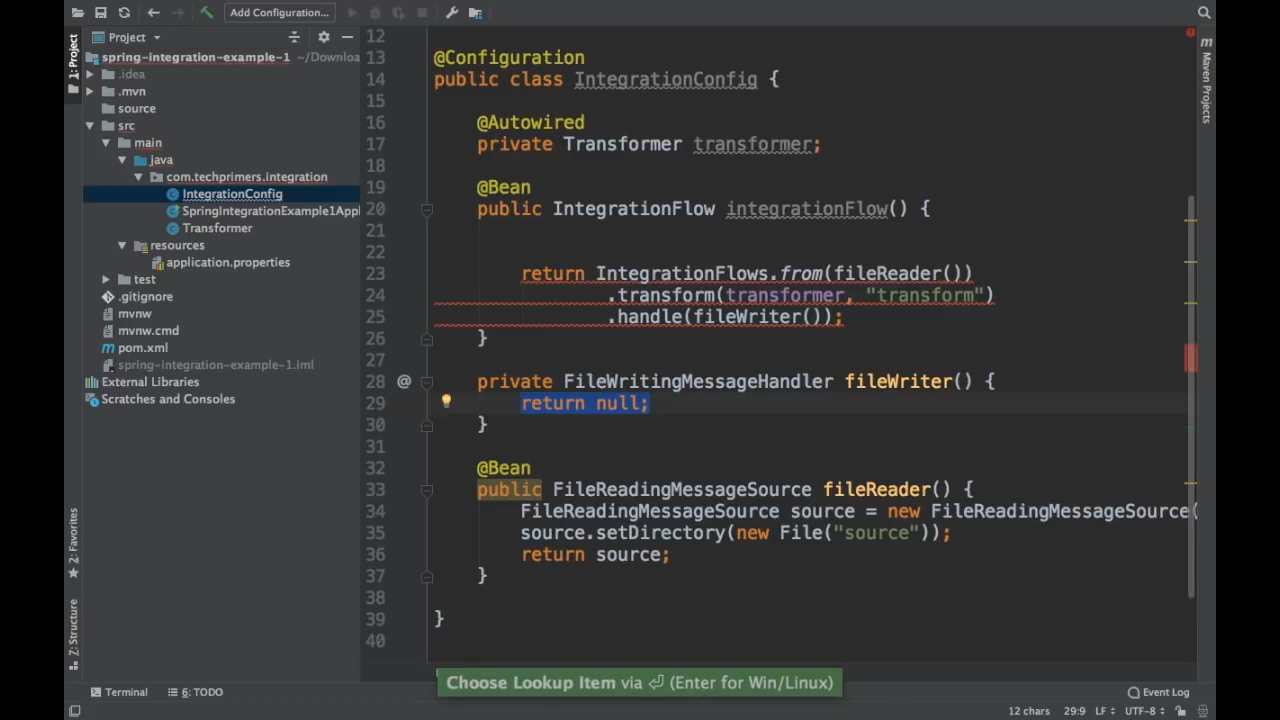 Add Configuration...
Project
spring-integration-example-1 ~/Downloa
.idea
.mvn
source
src
main
java
com.techprimers.integration
IntegrationConfig
SpringIntegrationExample1Appl
Transformer
resources
application.properties
test
.gitignore
mvnw
mvnw.cmd
pom.xml
spring-integration-example-1.iml
External Libraries
Scratches and Consoles
1: Project
2: Favorites
Z: Structure
12
13 @Configuration
14 public class IntegrationConfig {
15
16 @Autowired
17 private Transformer transformer;
18
19 @Bean
20 public IntegrationFlow integrationFlow() {
21
22
23 return IntegrationFlows.from(fileReader())
24 .transform(transformer, "transform")
25 .handle(fileWriter());
26 }
27
28 @ private FileWritingMessageHandler fileWriter() {
29 return null;
30 }
31
32 @Bean
33 public FileReadingMessageSource fileReader() {
34 FileReadingMessageSource source = new FileReadingMessageSource(
35 source.setDirectory(new File("source"));
36 return source;
37 }
38
39 }
40
m Maven Projects
Choose Lookup Item via ⏎ (Enter for Win/Linux)
Terminal
6: TODO
Event Log
12 chars 29:9 LF UTF-8